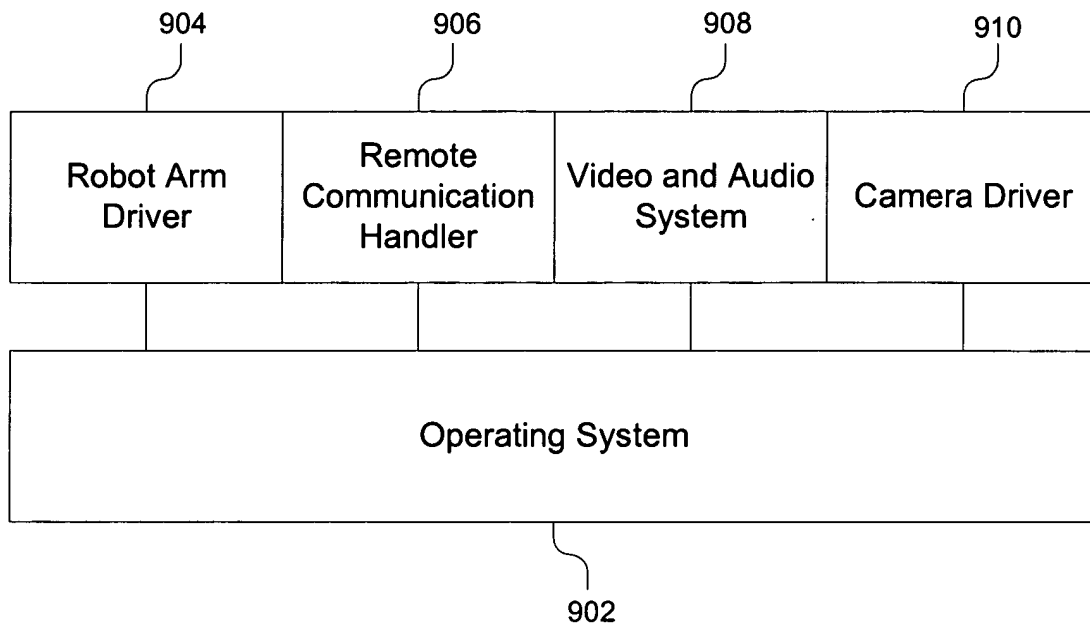 904
906
908
910
Robot Arm
Driver
Remote
Communication
Handler
Video and Audio
System
Camera Driver
Operating System
902